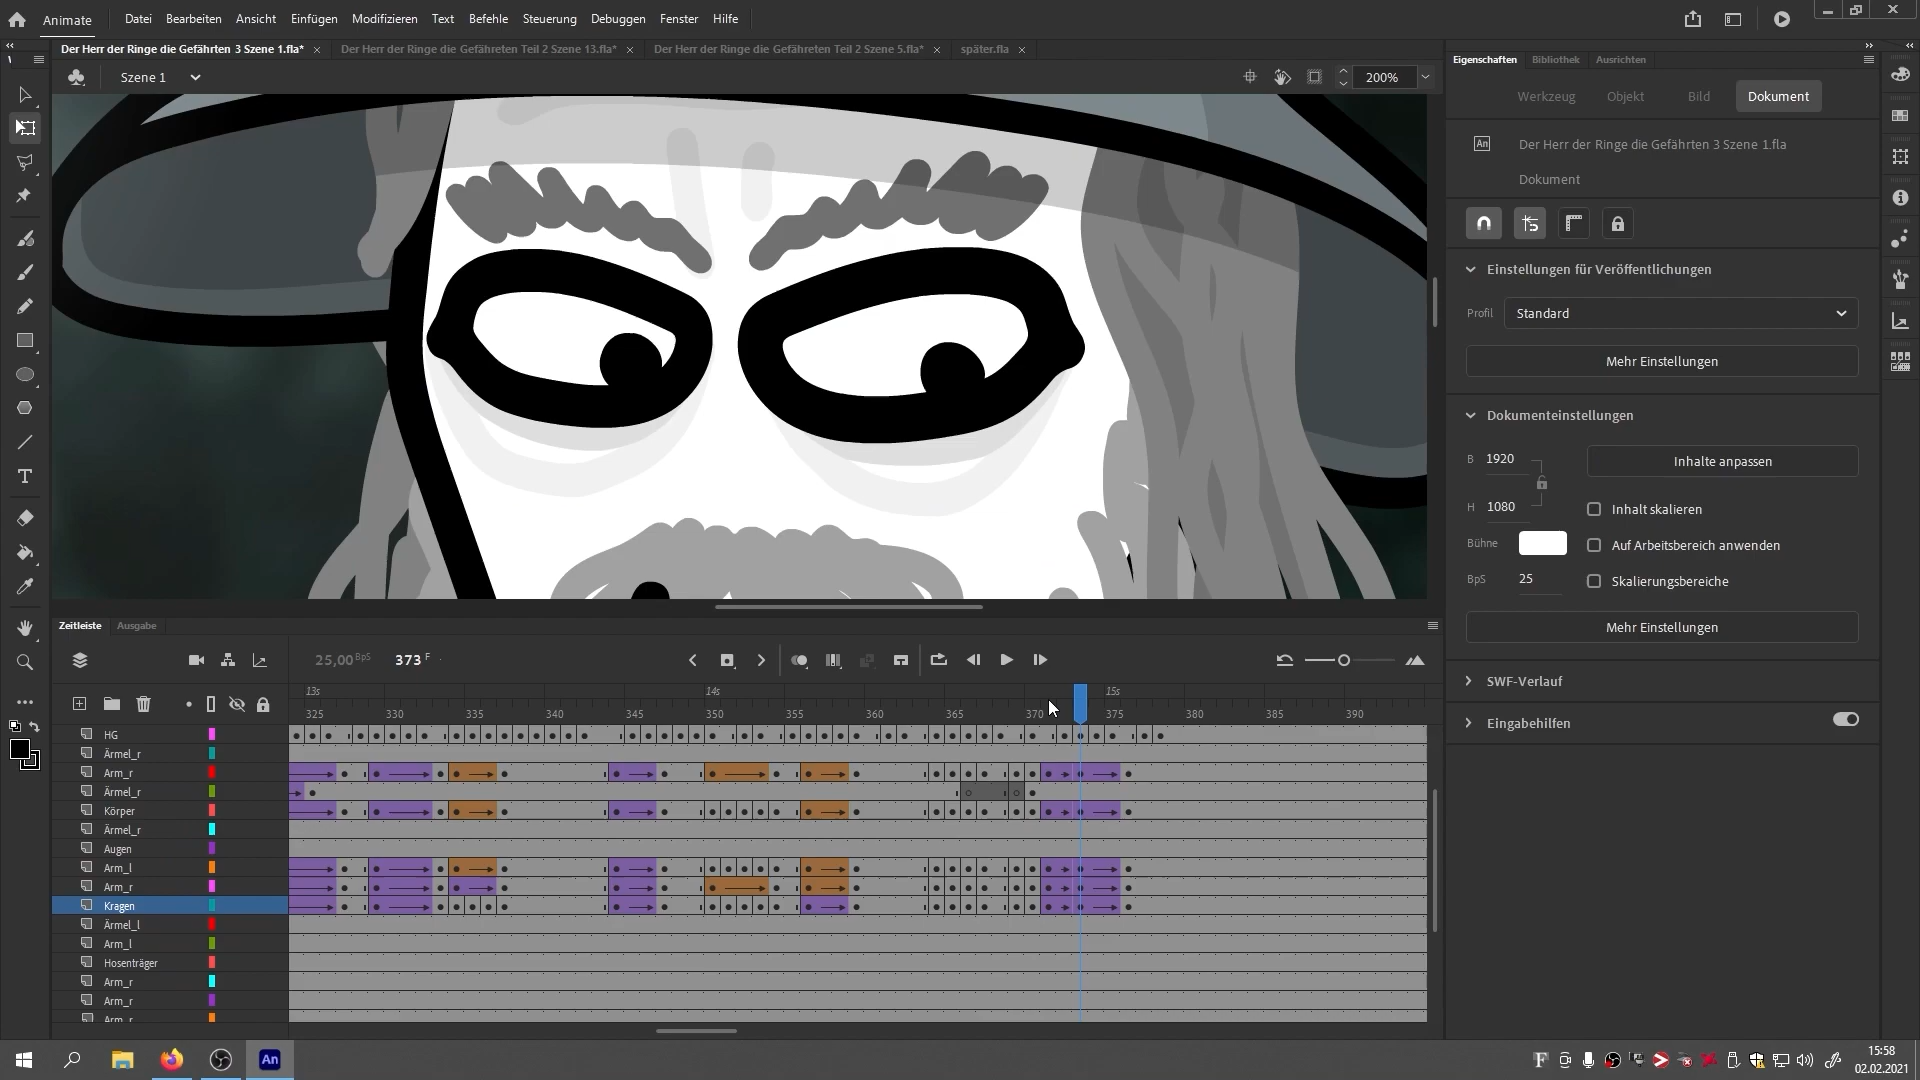 Animate Datei Bearbeiten Ansicht Einfügen Modifizieren Text Befehle Steuerung Debuggen Fenster Hilfe
Der Herr der Ringe die Gefährten 3 Szene 1.fla* Der Herr der Ringe die Gefähreten Teil 2 Szene 13.fla* Der Herr der Ringe die Gefähreten Teil 2 Szene 5.fla* später.fla
Szene 1 200%
Eigenschaften Bibliothek Ausrichten
Werkzeug Objekt Bild Dokument
An Der Herr der Ringe die Gefährten 3 Szene 1.fla
Dokument
Einstellungen für Veröffentlichungen
Profil Standard
Mehr Einstellungen
Dokumenteinstellungen
B 1920 Inhalte anpassen
H 1080 Inhalt skalieren
Bühne Auf Arbeitsbereich anwenden
BpS 25 Skalierungsbereiche
Mehr Einstellungen
SWF-Verlauf
Eingabehilfen
Zeitleiste Ausgabe
25,00 BpS 373 F
13s 14s 15s
325 330 335 340 345 350 355 360 365 370 375 380 385 390
HG
Ärmel_r
Arm_r
Ärmel_r
Körper
Ärmel_r
Augen
Arm_l
Arm_r
Kragen
Ärmel_l
Arm_l
Hosenträger
Arm_r
Arm_r
Arm_r
An
15:58
02.02.2021